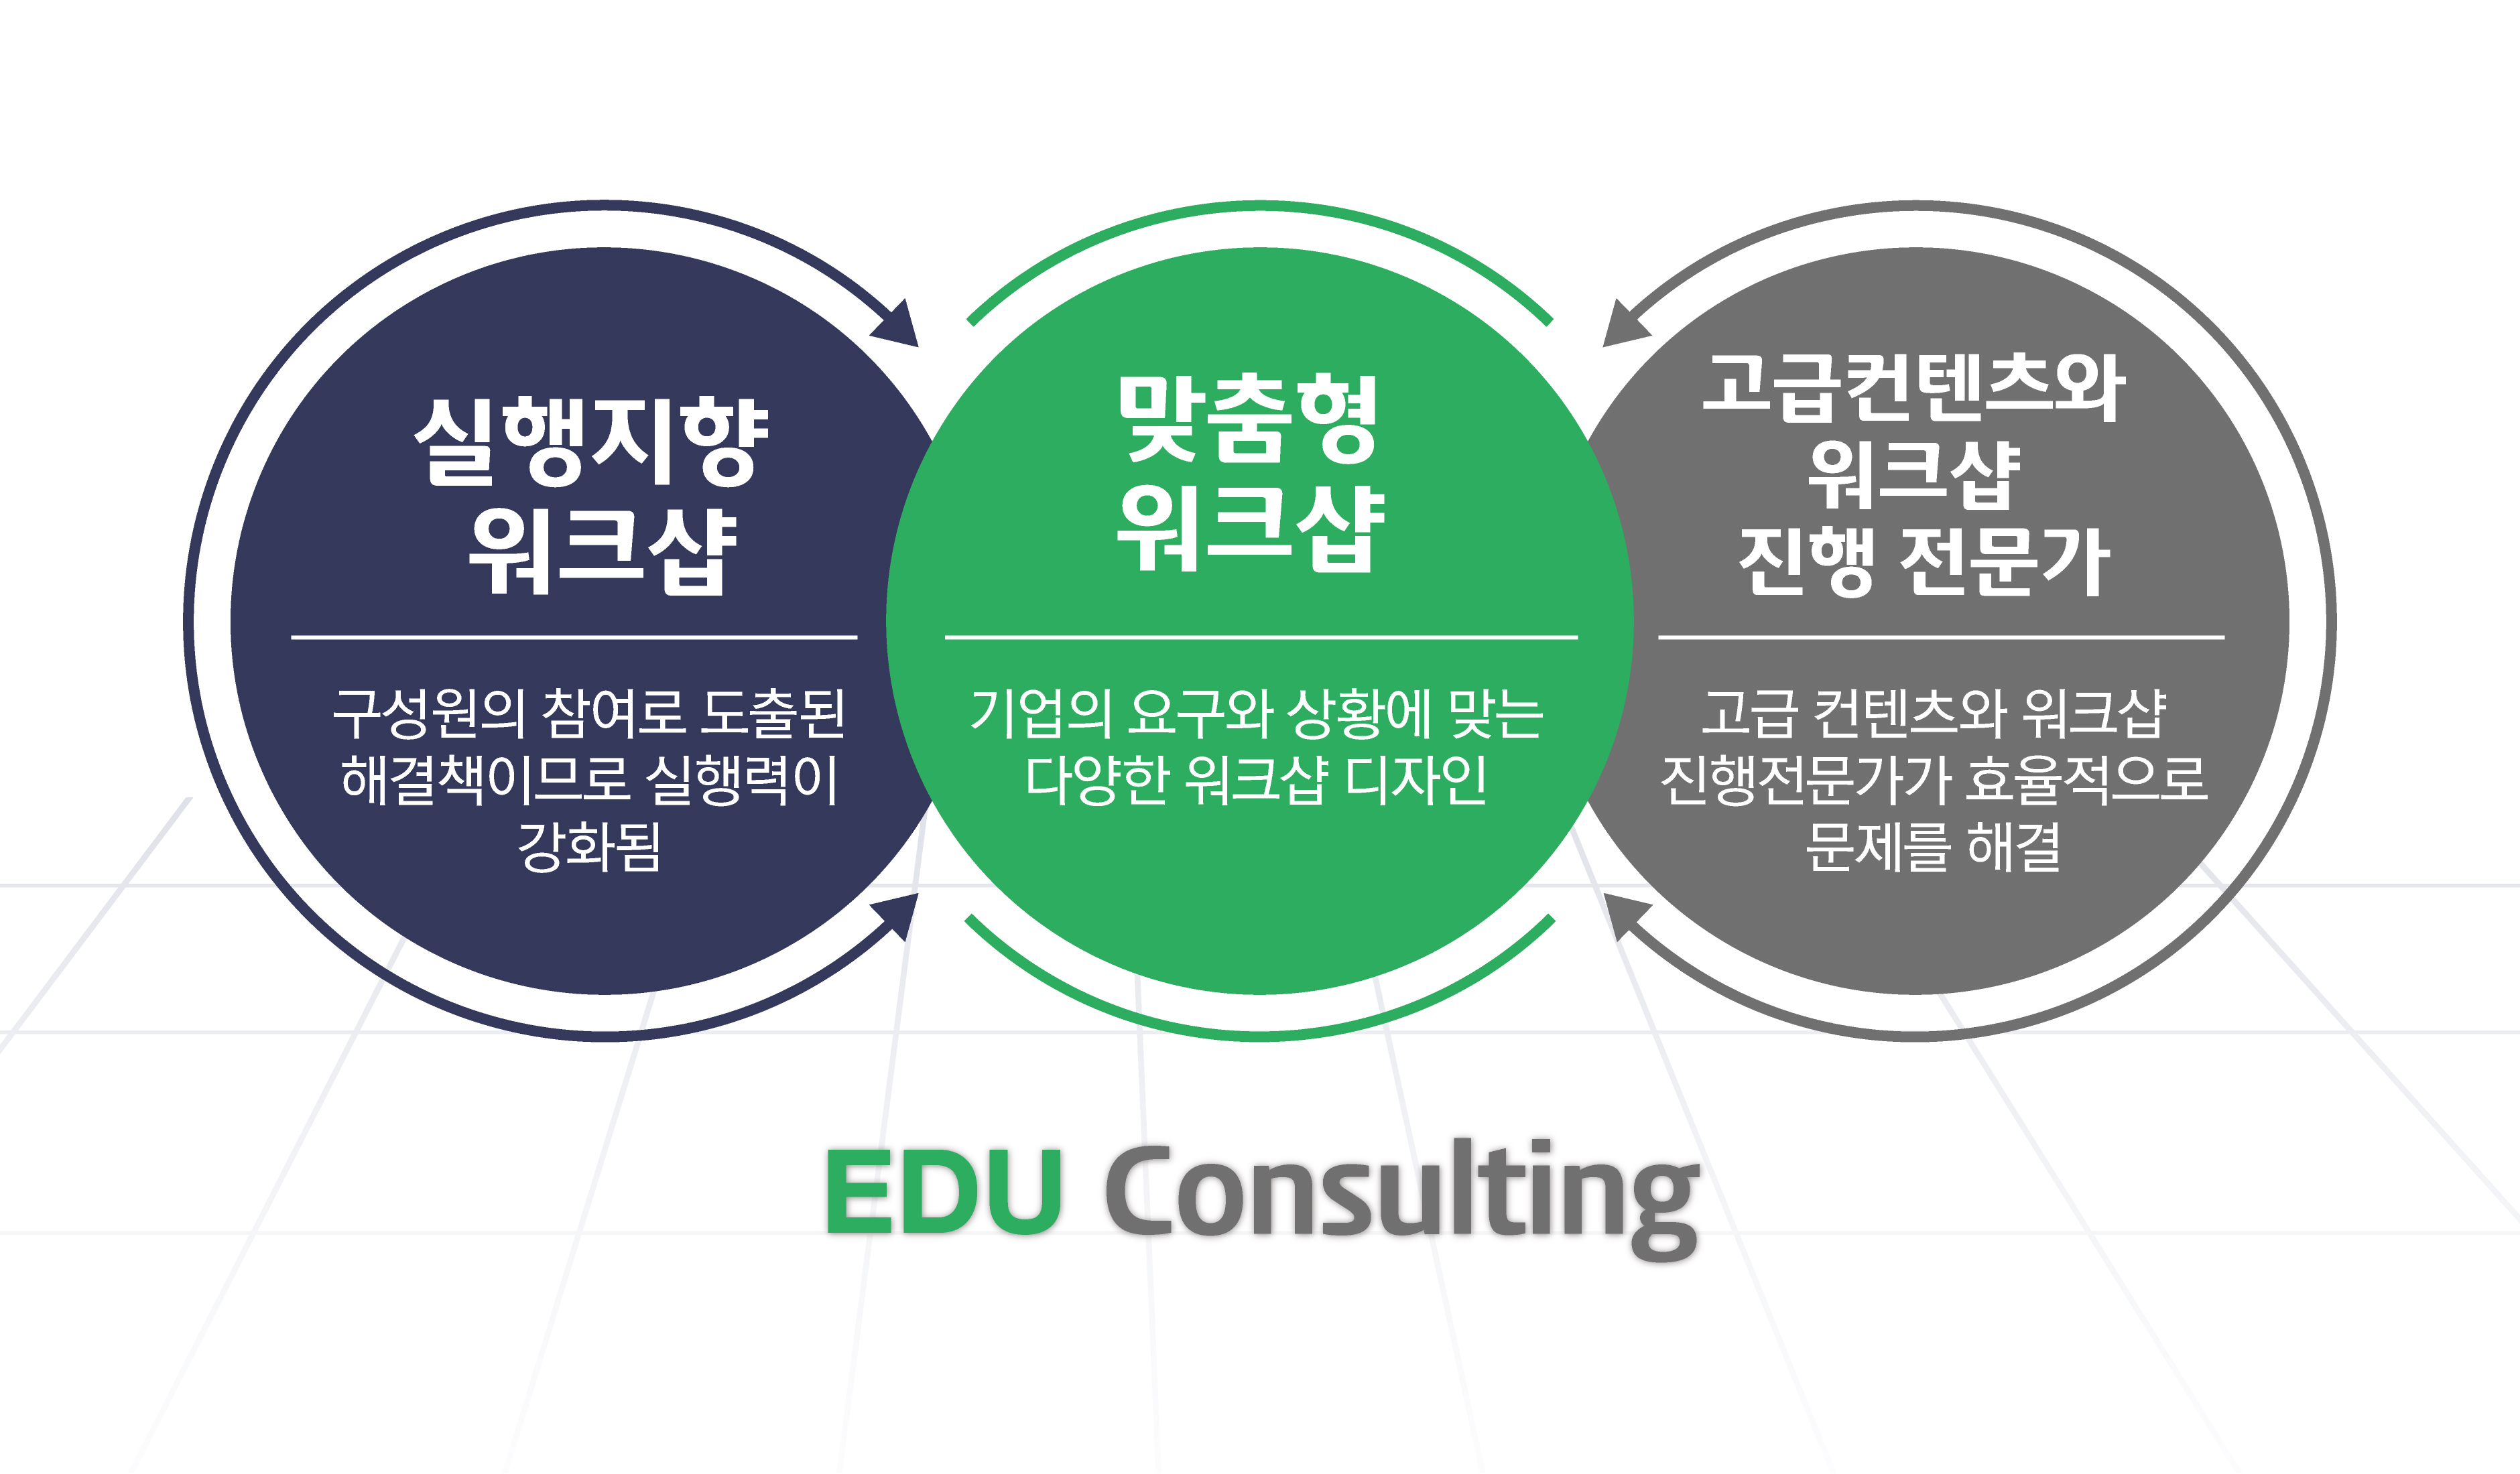 실행지향
워크샵
구성원의 참여로 도출된
해결책이므로 실행력이
강화됨
맞춤형
워크샵
기업의 요구와 상황에 맞는
다양한 워크샵 디자인
고급컨텐츠와
워크샵
진행 전문가
고급 컨텐츠와 워크샵
진행전문가가 효율적으로
문제를 해결
EDU Consulting